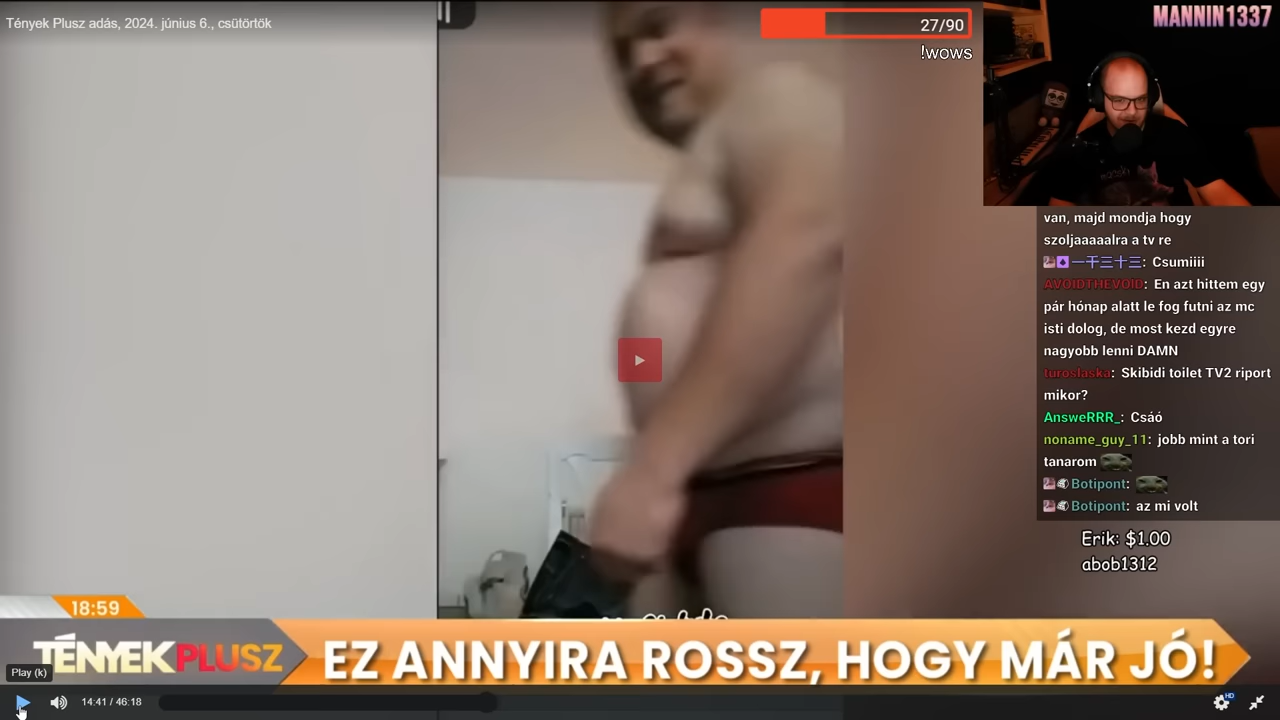 Tények Plusz adás, 2024. június 6., csütörtök
27/90
!wows
MANNIN1337
van, majd mondja hogy
szoljaaaaalra a tv re
一千三十三: Csumiiii
AVOIDTHEVOID: En azt hittem egy
pár hónap alatt le fog futni az mc
isti dolog, de most kezd egyre
nagyobb lenni DAMN
turoslaska: Skibidi toilet TV2 riport
mikor?
AnsweRRR_: Csáó
noname_guy_11: jobb mint a tori
tanarom
Botipont:
Botipont: az mi volt
Erik: $1.00
abob1312
18:59
TÉNYEK PLUSZ
EZ ANNYIRA ROSSZ, HOGY MÁR JÓ!
Play (k)
14:41 / 46:18
HD